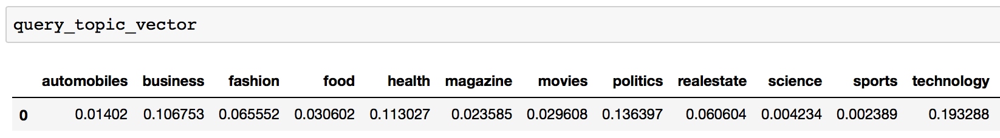 query_topic_vector
automobiles business fashion food health magazine movies politics realestate science sports technology
0 0.01402 0.106753 0.065552 0.030602 0.113027 0.023585 0.029608 0.136397 0.060604 0.004234 0.002389 0.193288